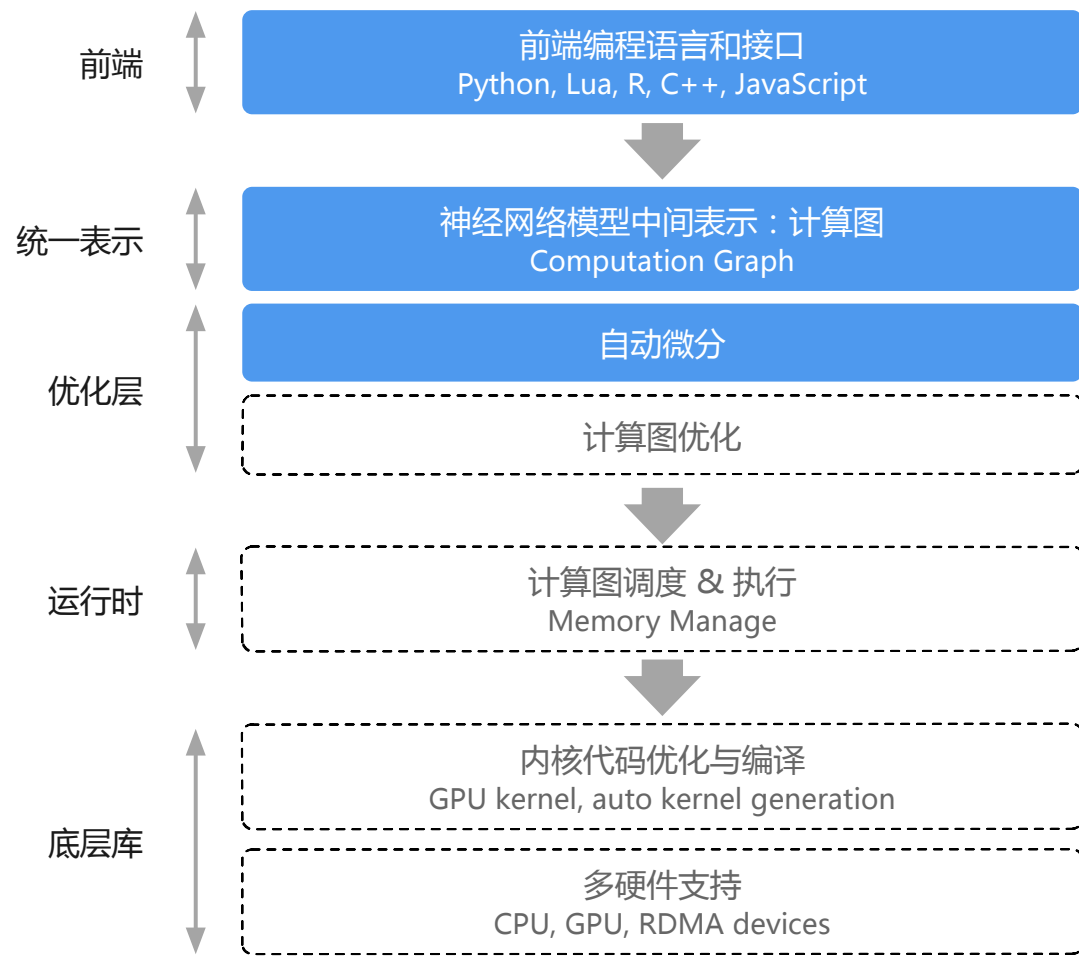 前端
前端编程语言和接口
Python, Lua, R, C++, JavaScript
统一表示
神经网络模型中间表示：计算图
Computation Graph
优化层
自动微分
计算图优化
运行时
计算图调度 & 执行
Memory Manage
底层库
内核代码优化与编译
GPU kernel, auto kernel generation
多硬件支持
CPU, GPU, RDMA devices